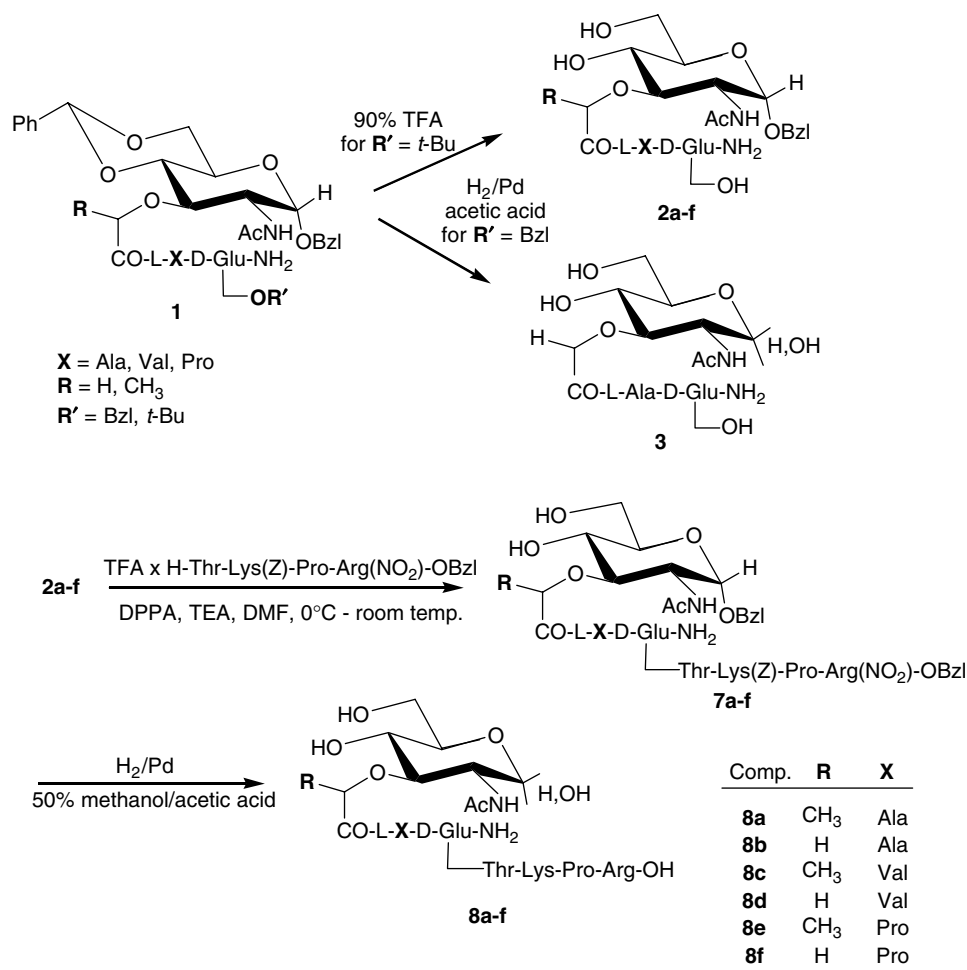 Ph
O
O
O
H
R
O
AcNH
OBzl
CO-L-X-D-Glu-NH2
OR′
1
X = Ala, Val, Pro
R = H, CH3
R′ = Bzl, t-Bu
90% TFA
for R′ = t-Bu
H2/Pd
acetic acid
for R′ = Bzl
HO
HO
O
H
R
O
AcNH
OBzl
CO-L-X-D-Glu-NH2
OH
2a-f
HO
HO
O
H
O
AcNH
H,OH
CO-L-Ala-D-Glu-NH2
OH
3
2a-f
TFA x H-Thr-Lys(Z)-Pro-Arg(NO2)-OBzl
DPPA, TEA, DMF, 0°C - room temp.
HO
HO
O
H
R
O
AcNH
OBzl
CO-L-X-D-Glu-NH2
Thr-Lys(Z)-Pro-Arg(NO2)-OBzl
7a-f
H2/Pd
50% methanol/acetic acid
HO
HO
O
R
O
AcNH
H,OH
CO-L-X-D-Glu-NH2
Thr-Lys-Pro-Arg-OH
8a-f
Comp. R X
8a CH3 Ala
8b H Ala
8c CH3 Val
8d H Val
8e CH3 Pro
8f H Pro